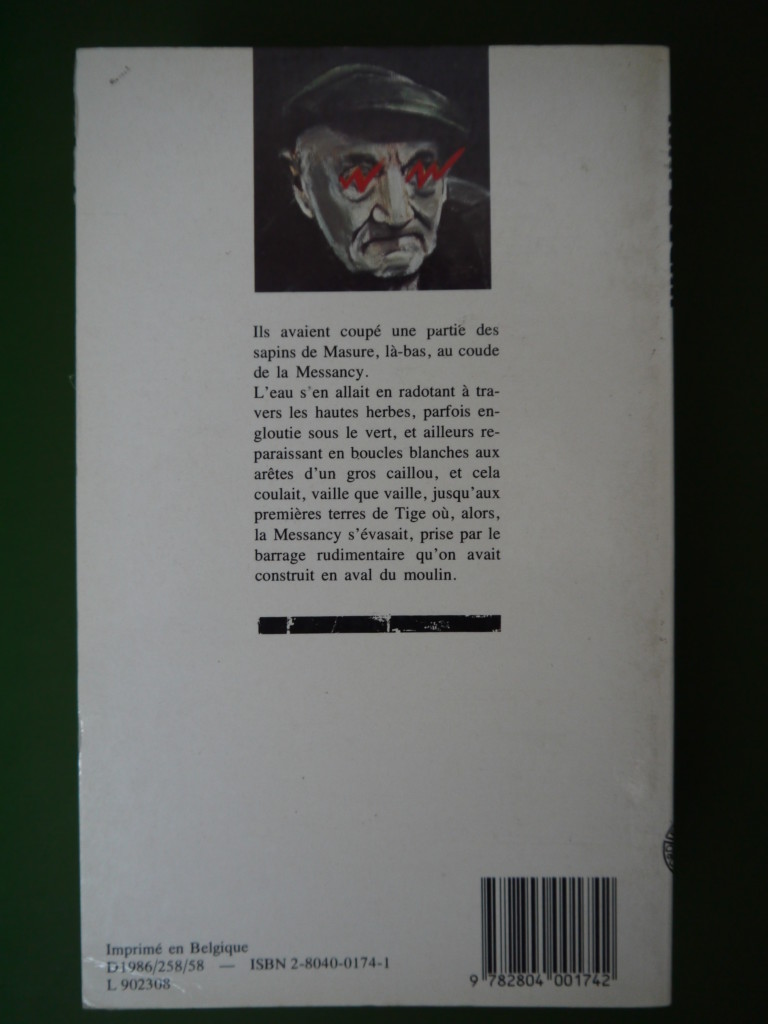 Ils avaient coupé une partie des
sapins de Masure, là-bas, au coude
de la Messancy.
L'eau s'en allait en radotant à tra-
vers les hautes herbes, parfois en-
gloutie sous le vert, et ailleurs re-
paraissant en boucles blanches aux
arêtes d'un gros caillou, et cela
coulait, vaille que vaille, jusqu'aux
premières terres de Tige où, alors,
la Messancy s'évasait, prise par le
barrage rudimentaire qu'on avait
construit en aval du moulin.
Imprimé en Belgique
D-1986/258/58 — ISBN 2-8040-0174-1
L 902308
9 782804 001742